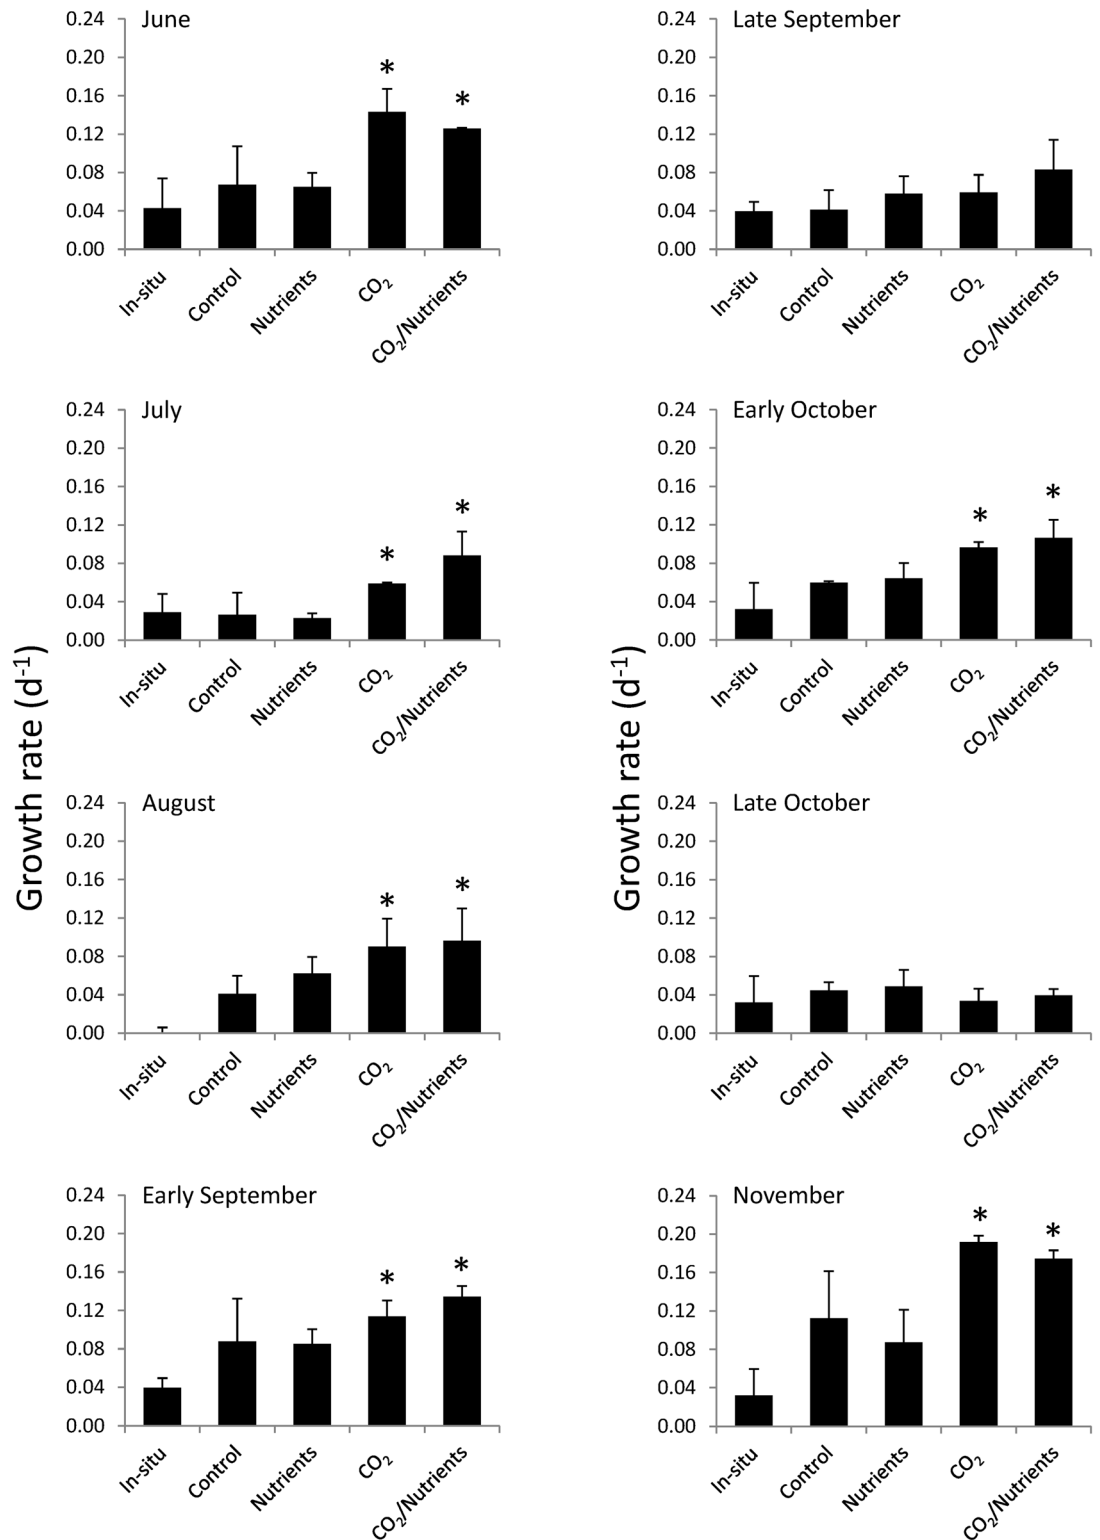 June
0.24
0.20
0.16
0.12
0.08
0.04
0.00
*
*
In-situ
Control
Nutrients
CO₂
CO₂/Nutrients
July
0.24
0.20
0.16
0.12
0.08
0.04
0.00
*
*
In-situ
Control
Nutrients
CO₂
CO₂/Nutrients
August
0.24
0.20
0.16
0.12
0.08
0.04
0.00
*
*
In-situ
Control
Nutrients
CO₂
CO₂/Nutrients
Early September
0.24
0.20
0.16
0.12
0.08
0.04
0.00
*
*
In-situ
Control
Nutrients
CO₂
CO₂/Nutrients
Growth rate (d⁻¹)
Late September
0.24
0.20
0.16
0.12
0.08
0.04
0.00
In-situ
Control
Nutrients
CO₂
CO₂/Nutrients
Early October
0.24
0.20
0.16
0.12
0.08
0.04
0.00
*
*
In-situ
Control
Nutrients
CO₂
CO₂/Nutrients
Late October
0.24
0.20
0.16
0.12
0.08
0.04
0.00
In-situ
Control
Nutrients
CO₂
CO₂/Nutrients
November
0.24
0.20
0.16
0.12
0.08
0.04
0.00
*
*
In-situ
Control
Nutrients
CO₂
CO₂/Nutrients
Growth rate (d⁻¹)